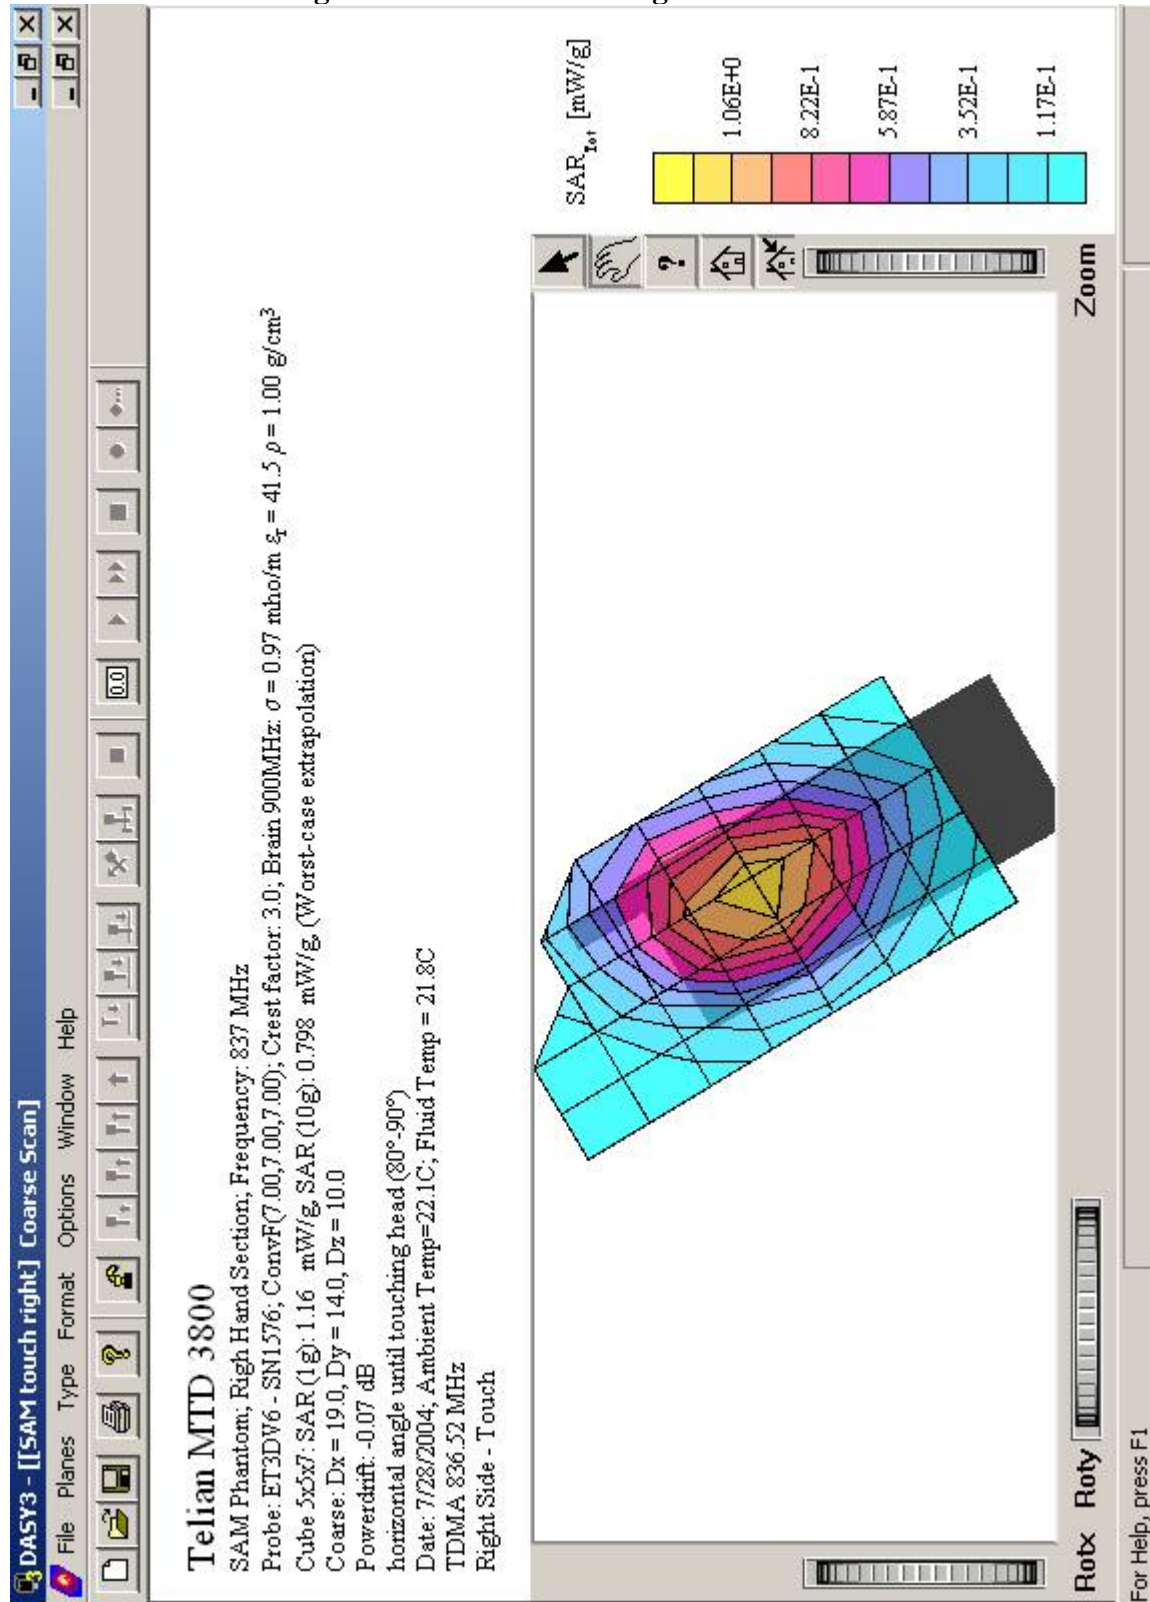 DASY3 - [[SAM touch right] Coarse Scan]
File Planes Type Format Options Window Help
0.0
Telian MTD 3800
SAM Phantom; Righ Hand Section; Frequency: 837 MHz
Probe: ET3DV6 - SN1576; ConvF(7.00,7.00,7.00); Crest factor: 3.0; Brain 900MHz: σ = 0.97 mho/m εr = 41.5 ρ = 1.00 g/cm³
Cube 5x5x7: SAR (1g): 1.16 mW/g, SAR (10g): 0.798 mW/g, (Worst-case extrapolation)
Coarse: Dx = 19.0, Dy = 14.0, Dz = 10.0
Powerdrift: -0.07 dB
horizontal angle until touching head (80°-90°)
Date: 7/28/2004; Ambient Temp=22.1C; Fluid Temp = 21.8C
TDMA 836.52 MHz
Right Side - Touch
SAR Tot [mW/g]
1.06E+0
8.22E-1
5.87E-1
3.52E-1
1.17E-1
Rotx Roty Zoom
For Help, press F1